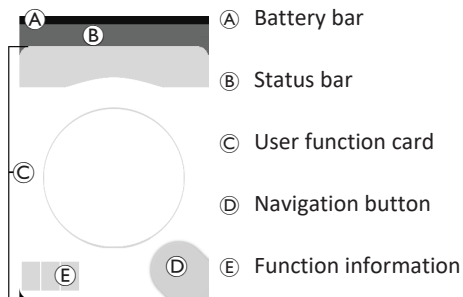 Ⓐ Ⓐ Battery bar
Ⓑ
Ⓑ Status bar
Ⓒ User function card
Ⓒ
Ⓓ Navigation button
Ⓓ
Ⓔ Ⓔ Function information